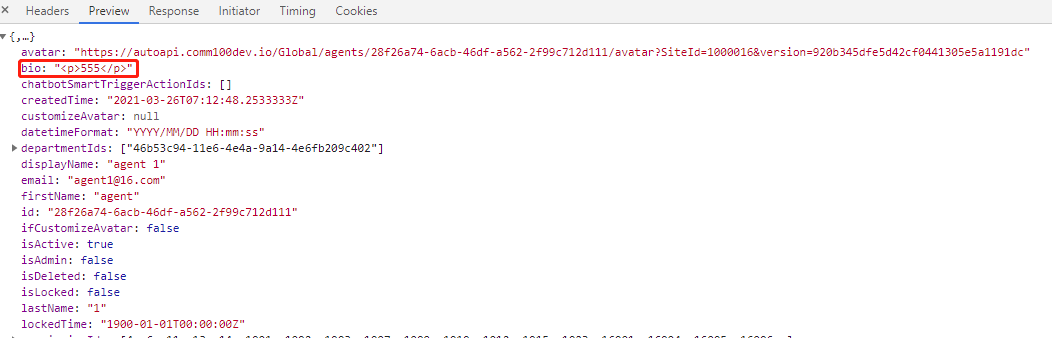 × Headers Preview Response Initiator Timing Cookies
▼{,…}
avatar: "https://autoapi.comm100dev.io/Global/agents/28f26a74-6acb-46df-a562-2f99c712d111/avatar?SiteId=1000016&version=920b345dfe5d42cf0441305e5a1191dc"
bio: "<p>555</p>"
chatbotSmartTriggerActionIds: []
createdTime: "2021-03-26T07:12:48.2533333Z"
customizeAvatar: null
datetimeFormat: "YYYY/MM/DD HH:mm:ss"
▶departmentIds: ["46b53c94-11e6-4e4a-9a14-4e6fb209c402"]
displayName: "agent 1"
email: "agent1@16.com"
firstName: "agent"
id: "28f26a74-6acb-46df-a562-2f99c712d111"
ifCustomizeAvatar: false
isActive: true
isAdmin: false
isDeleted: false
isLocked: false
lastName: "1"
lockedTime: "1900-01-01T00:00:00Z"